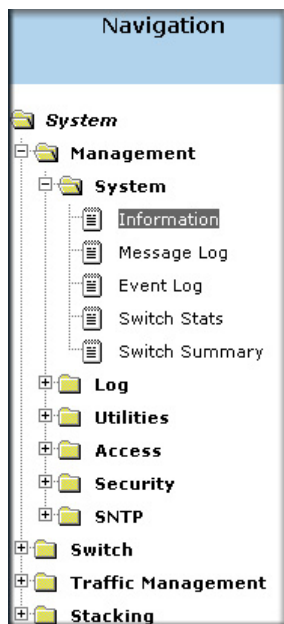 Navigation
System
Management
System
Information
Message Log
Event Log
Switch Stats
Switch Summary
Log
Utilities
Access
Security
SNTP
Switch
Traffic Management
Stacking